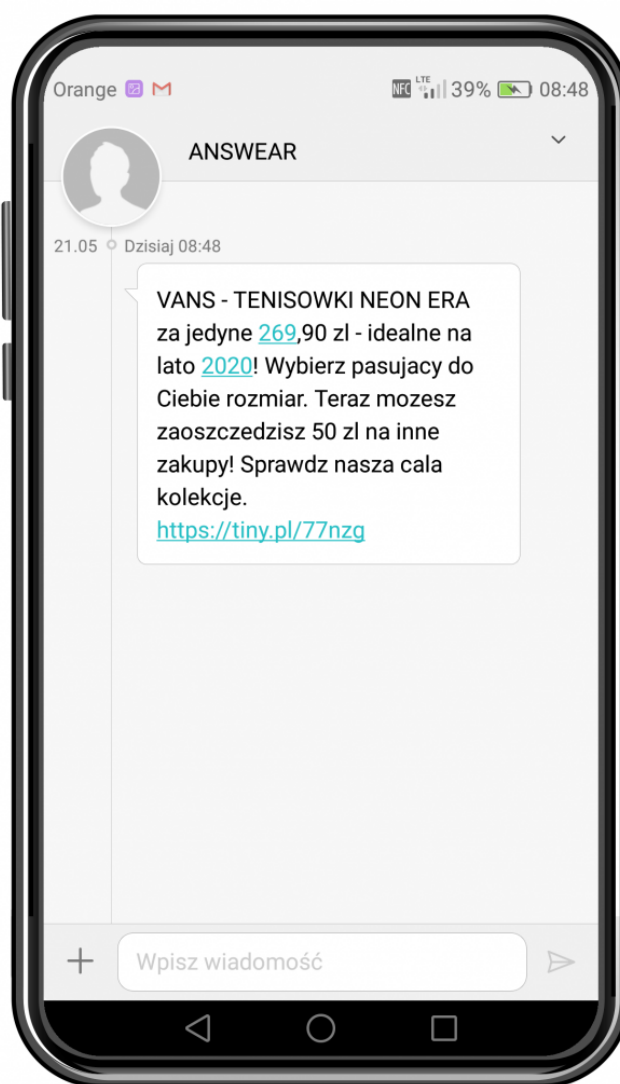 Orange NFC LTE 39% 08:48
ANSWEAR
21.05 Dzisiaj 08:48
VANS - TENISOWKI NEON ERA
za jedyne 269,90 zl - idealne na
lato 2020! Wybierz pasujacy do
Ciebie rozmiar. Teraz mozesz
zaoszczedzisz 50 zl na inne
zakupy! Sprawdz nasza cala
kolekcje.
https://tiny.pl/77nzg
Wpisz wiadomość